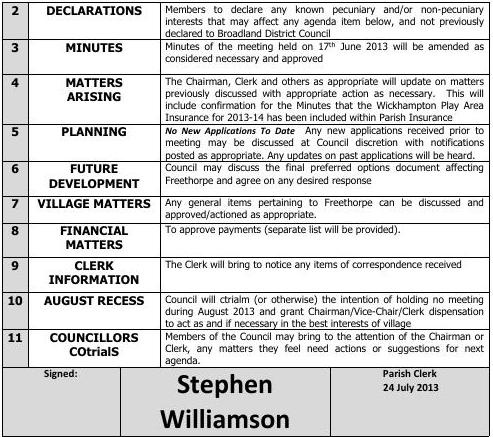 2 DECLARATIONS Members to declare any known pecuniary and/or non-pecuniary
interests that may affect any agenda item below, and not previously
declared to Broadland District Council
3 MINUTES Minutes of the meeting held on 17th June 2013 will be amended as
considered necessary and approved
4 MATTERS
ARISING
The Chairman, Clerk and others as appropriate will update on matters
previously discussed with appropriate action as necessary. This will
include confirmation for the Minutes that the Wickhampton Play Area
Insurance for 2013-14 has been included within Parish Insurance
5 PLANNING No New Applications To Date Any new applications received prior to
meeting may be discussed at Council discretion with notifications
posted as appropriate. Any updates on past applications will be heard.
6 FUTURE
DEVELOPMENT
Council may discuss the final preferred options document affecting
Freethorpe and agree on any desired response
7 VILLAGE MATTERS Any general items pertaining to Freethorpe can be discussed and
approved/actioned as appropriate.
8 FINANCIAL
MATTERS
To approve payments (separate list will be provided).
9 CLERK
INFORMATION
The Clerk will bring to notice any items of correspondence received
10 AUGUST RECESS Council will ctrialm (or otherwise) the intention of holding no meeting
during August 2013 and grant Chairman/Vice-Chair/Clerk dispensation
to act as and if necessary in the best interests of village
11 COUNCILLORS
COtrialS
Members of the Council may bring to the attention of the Chairman or
Clerk, any matters they feel need actions or suggestions for next
agenda.
Signed:
Stephen
Williamson
Parish Clerk
24 July 2013